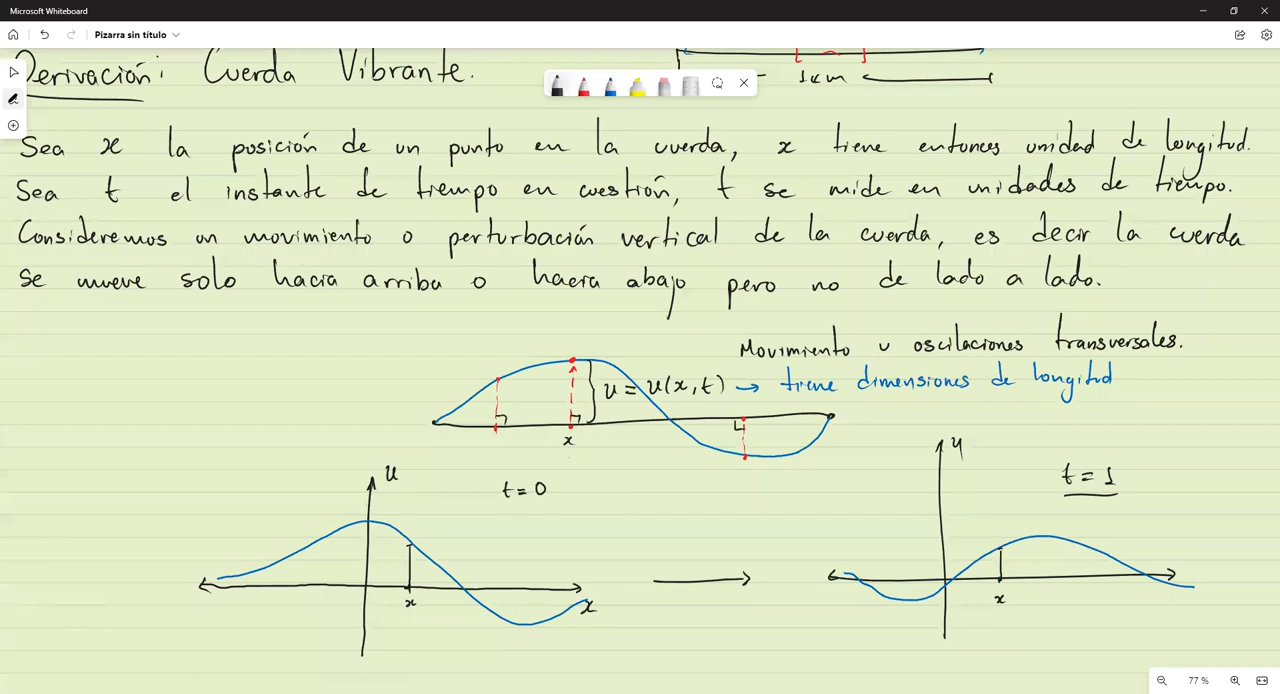 Microsoft Whiteboard
Pizarra sin título
Derivación: Cuerda Vibrante.
1km
Sea x la posición de un punto en la cuerda, x tiene entonces unidad de longitud.
Sea t el instante de tiempo en cuestión, t se mide en unidades de tiempo.
Consideremos un movimiento o perturbación vertical de la cuerda, es decir la cuerda
se mueve solo hacia arriba o hacia abajo pero no de lado a lado.
Movimiento u oscilaciones transversales.
u = u(x,t) → tiene dimensiones de longitud
x
u
t = 0
x
x
u
t = 1
x
77 %